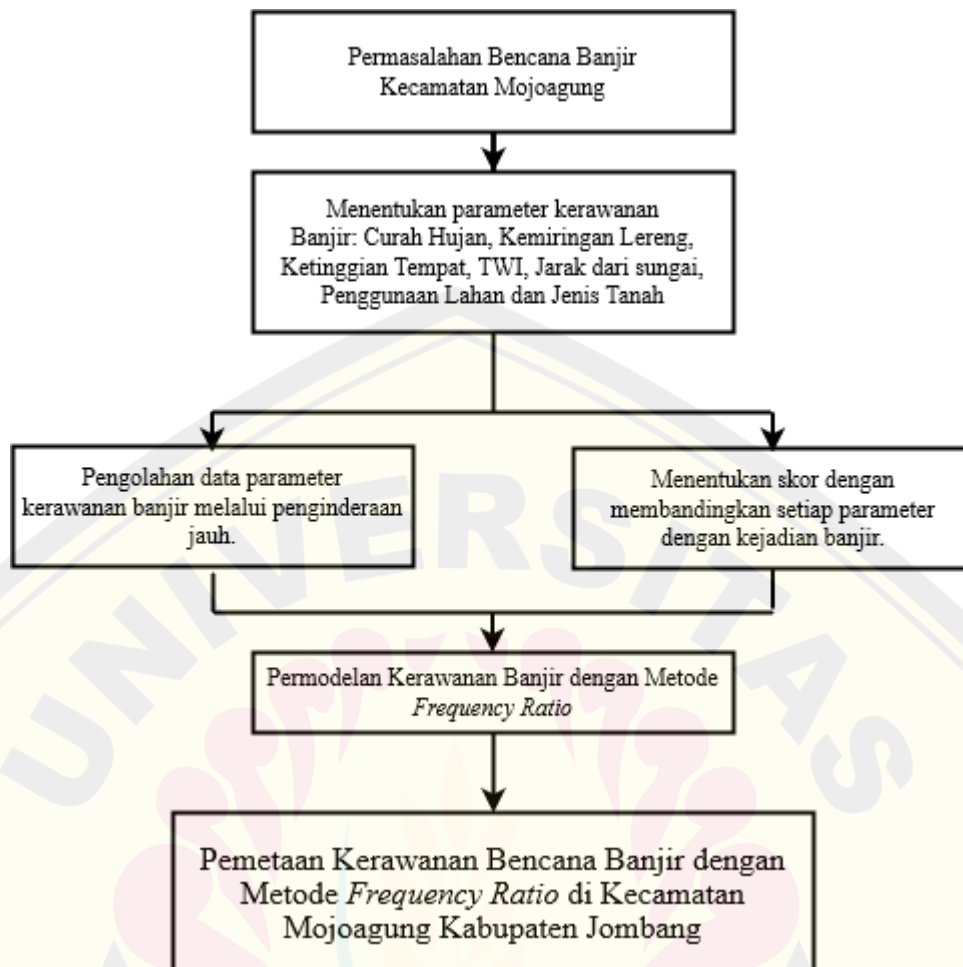 Permasalahan Bencana Banjir
Kecamatan Mojoagung
Menentukan parameter kerawanan
Banjir: Curah Hujan, Kemiringan Lereng,
Ketinggian Tempat, TWI, Jarak dari sungai,
Penggunaan Lahan dan Jenis Tanah
Pengolahan data parameter
kerawanan banjir melalui penginderaan
jauh.
Menentukan skor dengan
membandingkan setiap parameter
dengan kejadian banjir.
Permodelan Kerawanan Banjir dengan Metode
Frequency Ratio
Pemetaan Kerawanan Bencana Banjir dengan
Metode Frequency Ratio di Kecamatan
Mojoagung Kabupaten Jombang
UNIVERSITAS